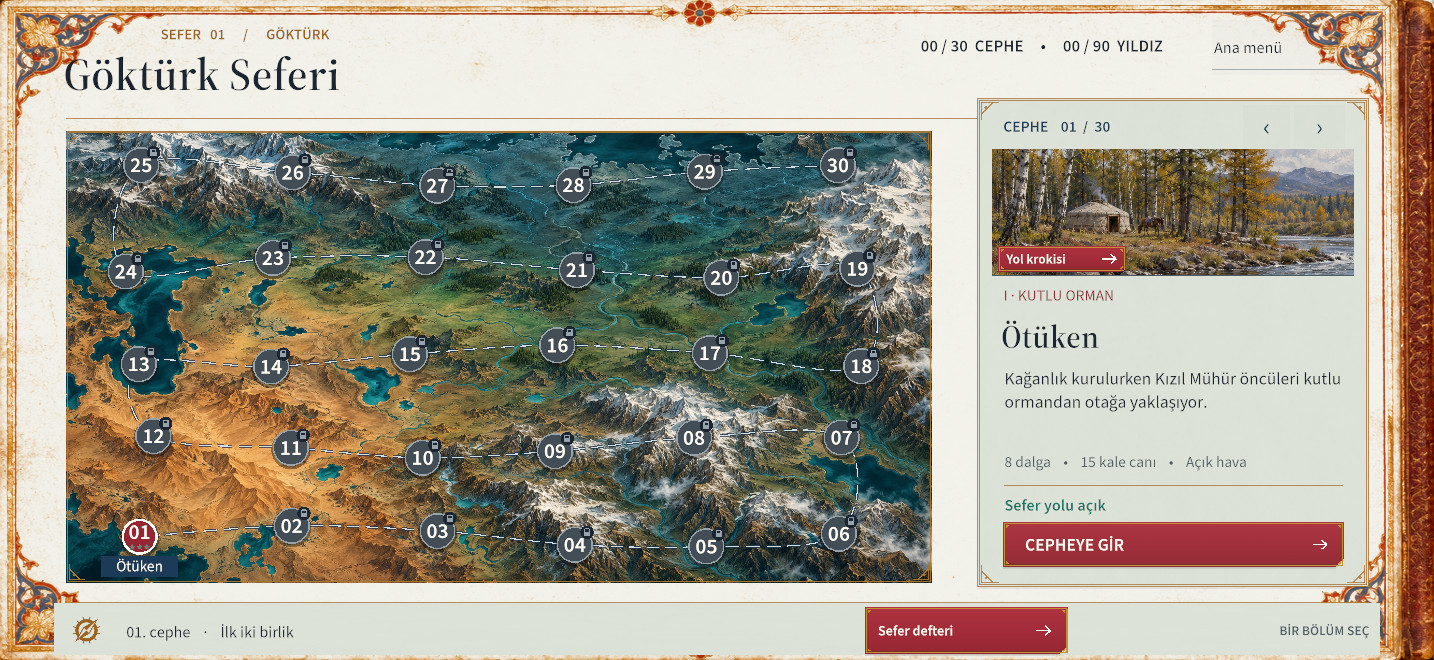 SEFER 01 / GÖKTÜRK
Göktürk Seferi
00 / 30 CEPHE • 00 / 90 YILDIZ
Ana menü
CEPHE 01 / 30
‹ ›
Yol krokisi →
I · KUTLU ORMAN
Ötüken
Kağanlık kurulurken Kızıl Mühür öncüleri kutlu
ormandan otağa yaklaşıyor.
8 dalga • 15 kale canı • Açık hava
Sefer yolu açık
CEPHEYE GİR →
25
26
27
28
29
30
24
23
22
21
20
19
13
14
15
16
17
18
12
11
10
09
08
07
01
02
03
04
05
06
Ötüken
01. cephe · İlk iki birlik
Sefer defteri →
BİR BÖLÜM SEÇ